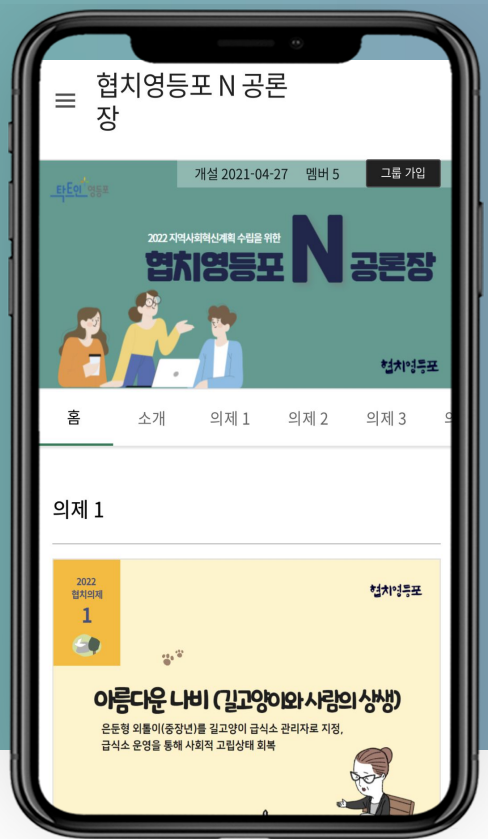 협치영등포 N 공론
장
개설 2021-04-27 멤버 5 그룹 가입
탁트인 영등포
2022 지역사회혁신계획 수립을 위한
협치영등포 N 공론장
협치영등포
홈 소개 의제 1 의제 2 의제 3
의제 1
2022
협치의제
1
협치영등포
아름다운 나비 (길고양이와 사람의 상생)
은둔형 외톨이(중장년)를 길고양이 급식소 관리자로 지정,
급식소 운영을 통해 사회적 고립상태 회복